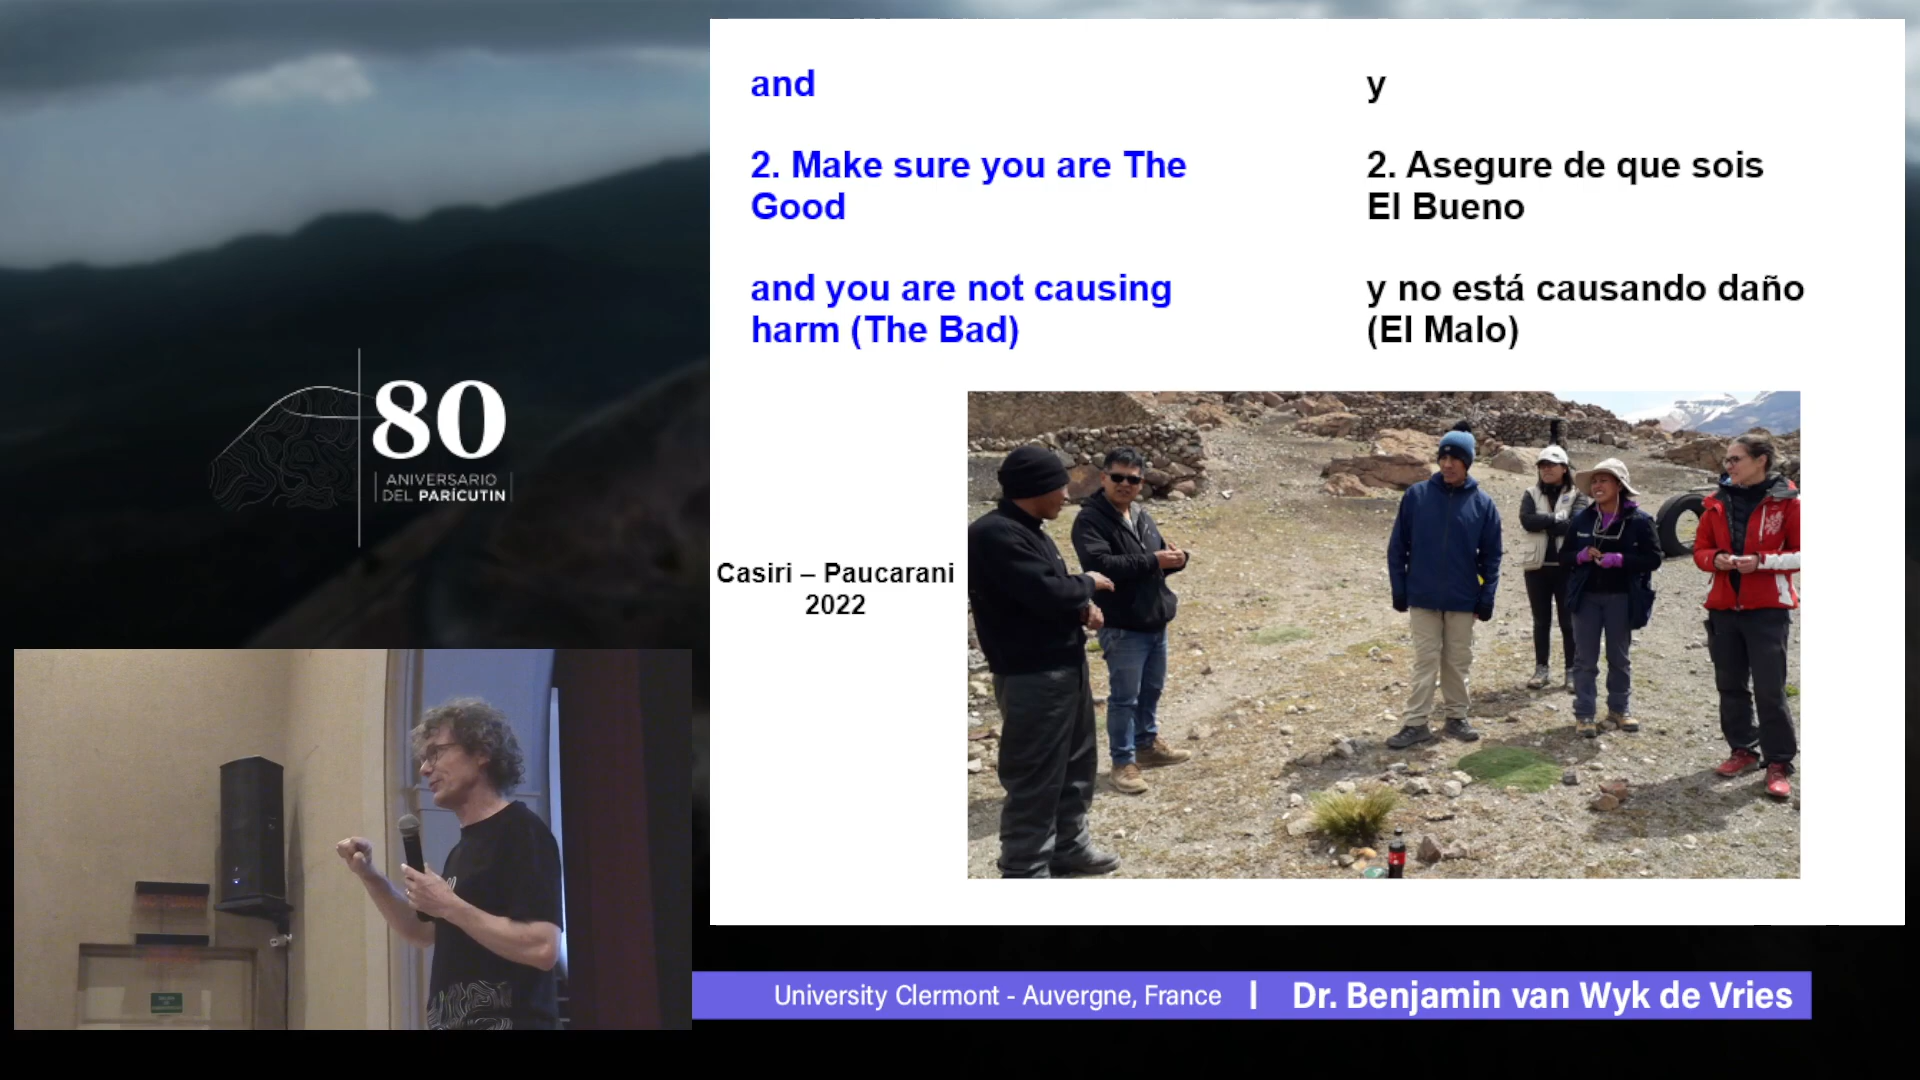 and
2. Make sure you are The
Good
and you are not causing
harm (The Bad)
y
2. Asegure de que sois
El Bueno
y no está causando daño
(El Malo)
Casiri – Paucarani
2022
80
ANIVERSARIO
DEL PARÍCUTIN
University Clermont - Auvergne, France | Dr. Benjamin van Wyk de Vries